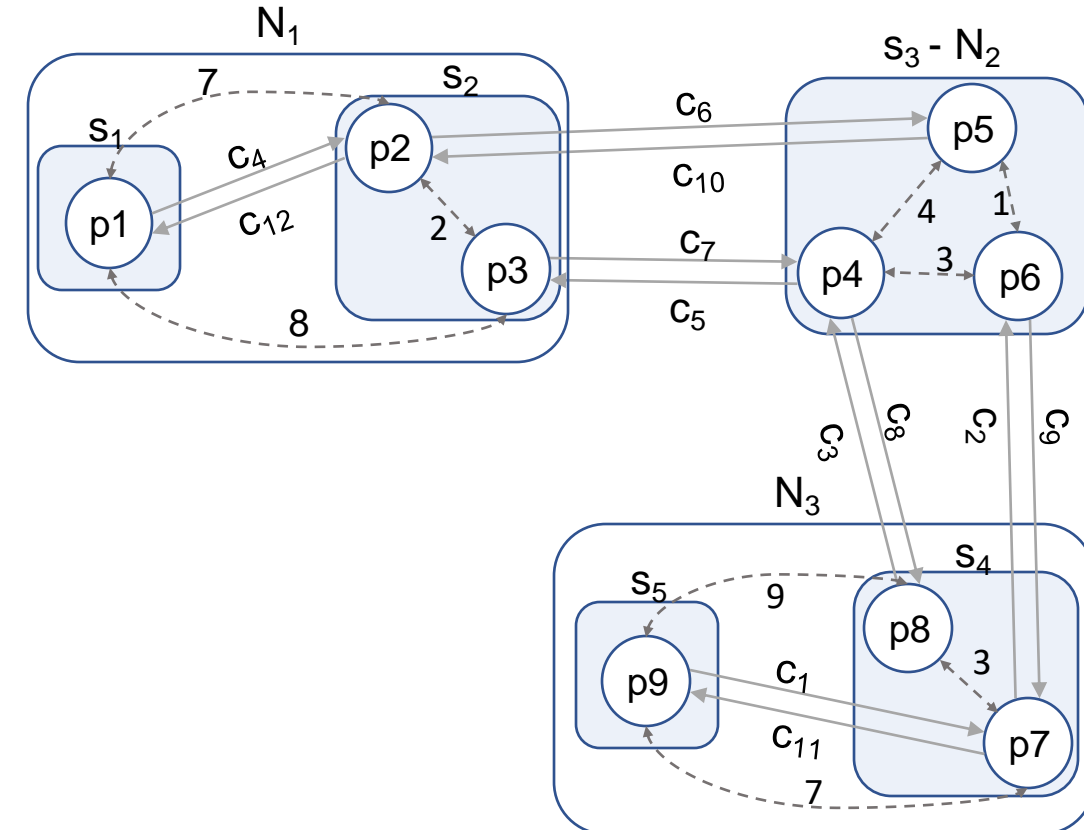 N₁
s₃ - N₂
7
s₂
s₁
p1
c₄
c₁₂
p2
2
p3
8
c₆
c₁₀
c₇
c₅
p5
4
1
p4
3
p6
c₃
c₈
c₂
c₉
N₃
s₅
9
s₄
p8
3
p9
c₁
c₁₁
p7
7